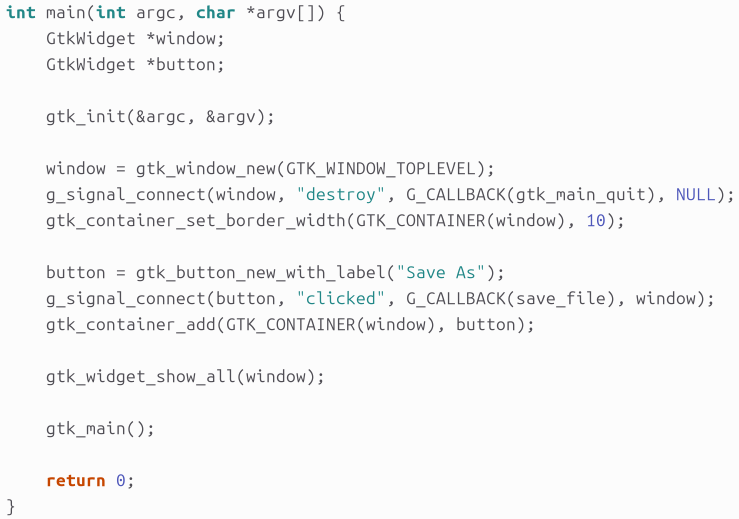 int main(int argc, char *argv[]) {
    GtkWidget *window;
    GtkWidget *button;

    gtk_init(&argc, &argv);

    window = gtk_window_new(GTK_WINDOW_TOPLEVEL);
    g_signal_connect(window, "destroy", G_CALLBACK(gtk_main_quit), NULL);
    gtk_container_set_border_width(GTK_CONTAINER(window), 10);

    button = gtk_button_new_with_label("Save As");
    g_signal_connect(button, "clicked", G_CALLBACK(save_file), window);
    gtk_container_add(GTK_CONTAINER(window), button);

    gtk_widget_show_all(window);

    gtk_main();

    return 0;
}